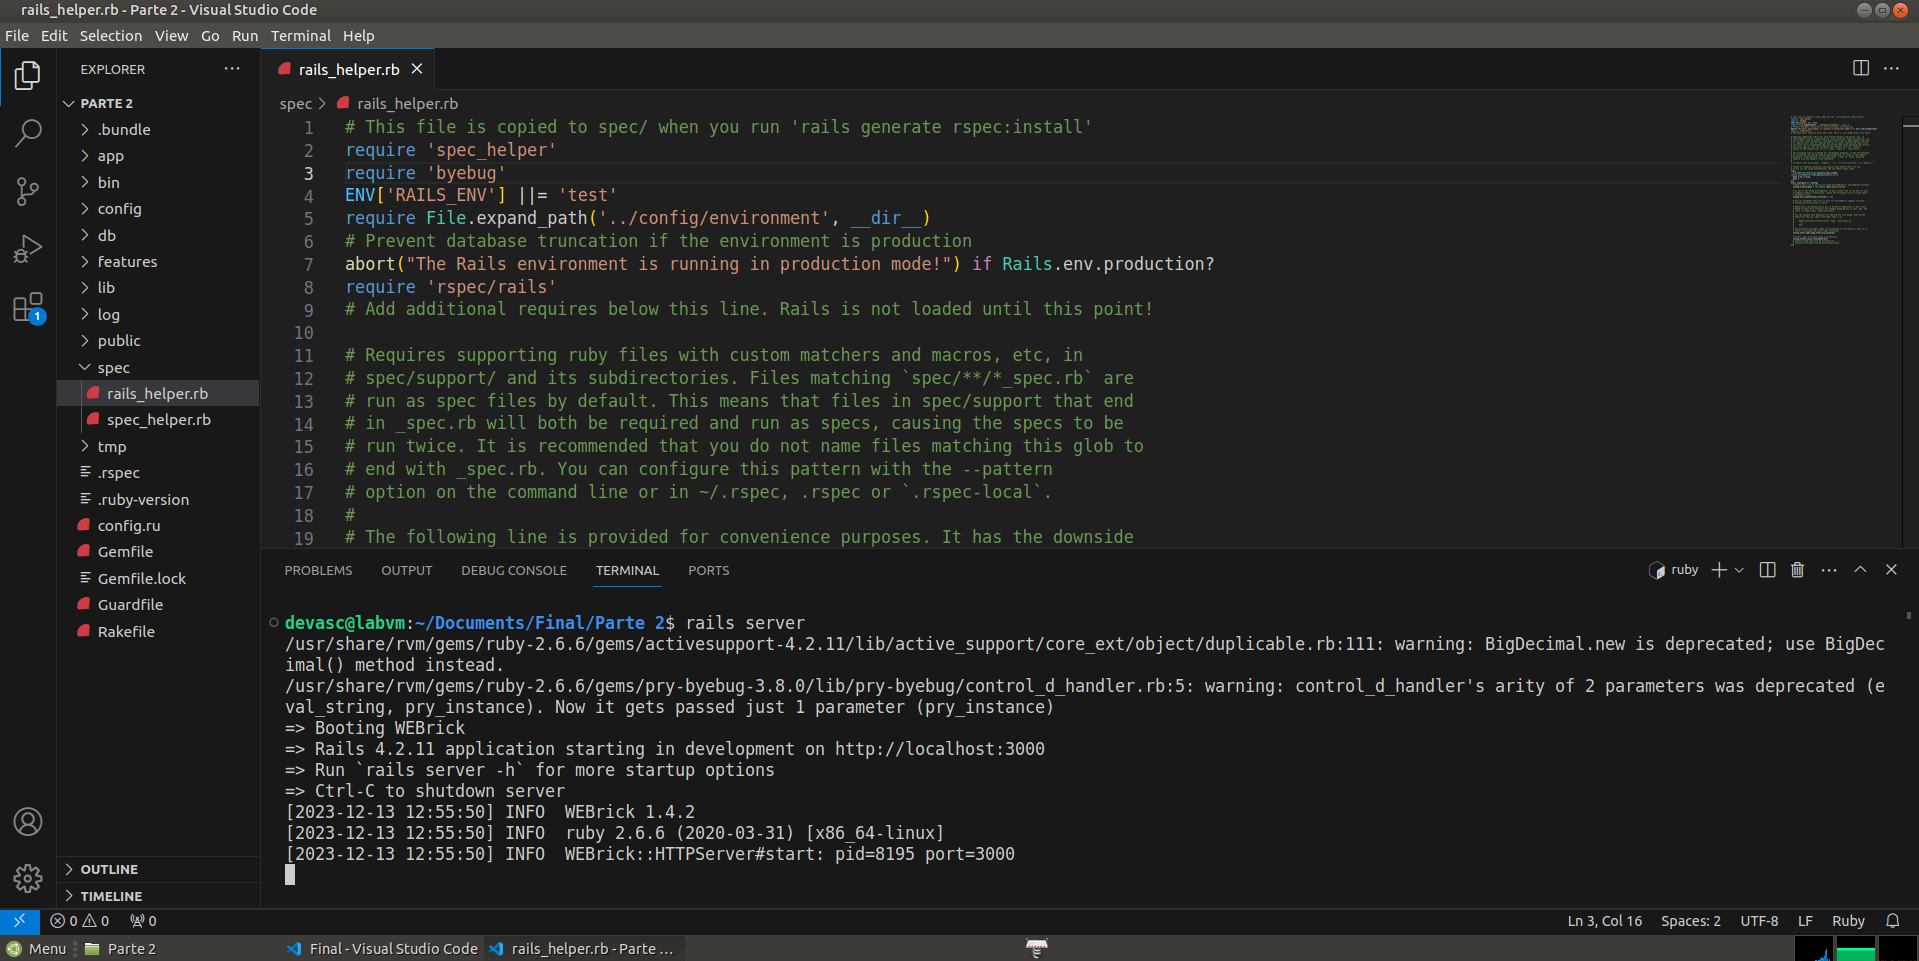 rails_helper.rb - Parte 2 - Visual Studio Code
File Edit Selection View Go Run Terminal Help
EXPLORER
PARTE 2
.bundle
app
bin
config
db
features
lib
log
public
spec
rails_helper.rb
spec_helper.rb
tmp
.rspec
.ruby-version
config.ru
Gemfile
Gemfile.lock
Guardfile
Rakefile
OUTLINE
TIMELINE
1
rails_helper.rb
spec > rails_helper.rb
1 # This file is copied to spec/ when you run 'rails generate rspec:install'
2 require 'spec_helper'
3 require 'byebug'
4 ENV['RAILS_ENV'] ||= 'test'
5 require File.expand_path('../config/environment', __dir__)
6 # Prevent database truncation if the environment is production
7 abort("The Rails environment is running in production mode!") if Rails.env.production?
8 require 'rspec/rails'
9 # Add additional requires below this line. Rails is not loaded until this point!
10
11 # Requires supporting ruby files with custom matchers and macros, etc, in
12 # spec/support/ and its subdirectories. Files matching `spec/**/*_spec.rb` are
13 # run as spec files by default. This means that files in spec/support that end
14 # in _spec.rb will both be required and run as specs, causing the specs to be
15 # run twice. It is recommended that you do not name files matching this glob to
16 # end with _spec.rb. You can configure this pattern with the --pattern
17 # option on the command line or in ~/.rspec, .rspec or `.rspec-local`.
18 #
19 # The following line is provided for convenience purposes. It has the downside
PROBLEMS OUTPUT DEBUG CONSOLE TERMINAL PORTS
ruby
devasc@labvm:~/Documents/Final/Parte 2$ rails server
/usr/share/rvm/gems/ruby-2.6.6/gems/activesupport-4.2.11/lib/active_support/core_ext/object/duplicable.rb:111: warning: BigDecimal.new is deprecated; use BigDec
imal() method instead.
/usr/share/rvm/gems/ruby-2.6.6/gems/pry-byebug-3.8.0/lib/pry-byebug/control_d_handler.rb:5: warning: control_d_handler's arity of 2 parameters was deprecated (e
val_string, pry_instance). Now it gets passed just 1 parameter (pry_instance)
=> Booting WEBrick
=> Rails 4.2.11 application starting in development on http://localhost:3000
=> Run `rails server -h` for more startup options
=> Ctrl-C to shutdown server
[2023-12-13 12:55:50] INFO  WEBrick 1.4.2
[2023-12-13 12:55:50] INFO  ruby 2.6.6 (2020-03-31) [x86_64-linux]
[2023-12-13 12:55:50] INFO  WEBrick::HTTPServer#start: pid=8195 port=3000
0 0 0
Ln 3, Col 16 Spaces: 2 UTF-8 LF Ruby
Menu Parte 2 Final - Visual Studio Code rails_helper.rb - Parte ...